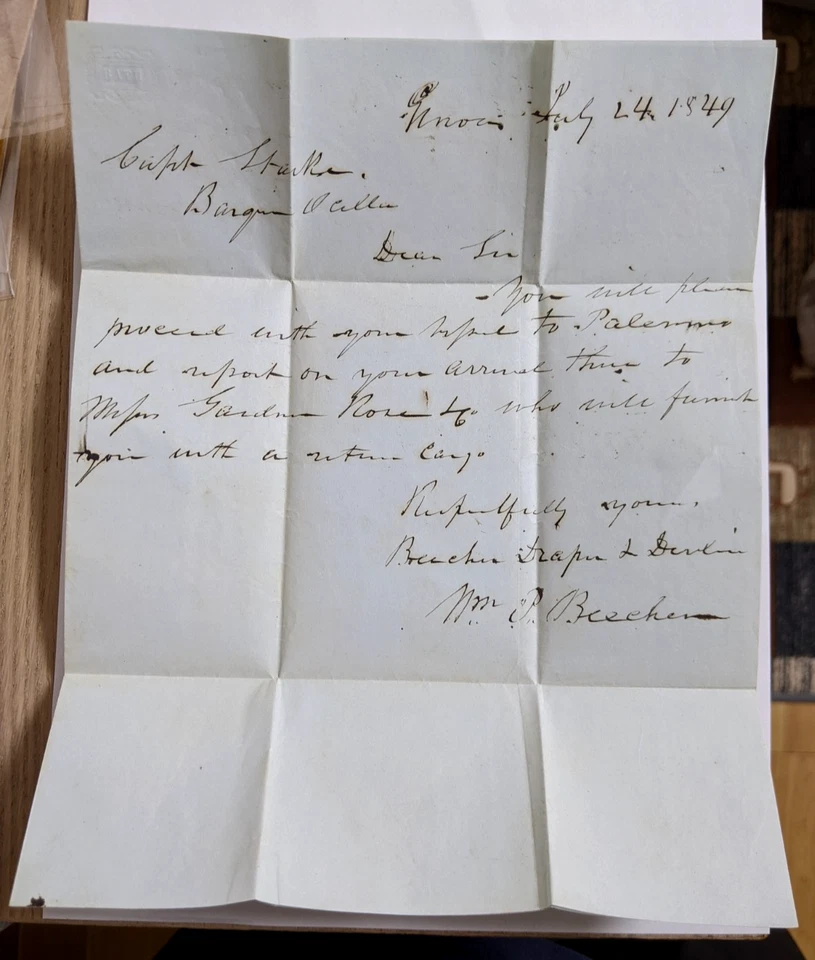 Genoa July 24. 1849
Capt Starke.
Barque Ocilla
Dear Sir
You will please
proceed with your vessel to Palermo
and report on your arrival there to
Messrs Gardner Rose & Co who will furnish
you with a return cargo
Respectfully yours.
Beecher Draper & Devlin
Wm P. Beecher